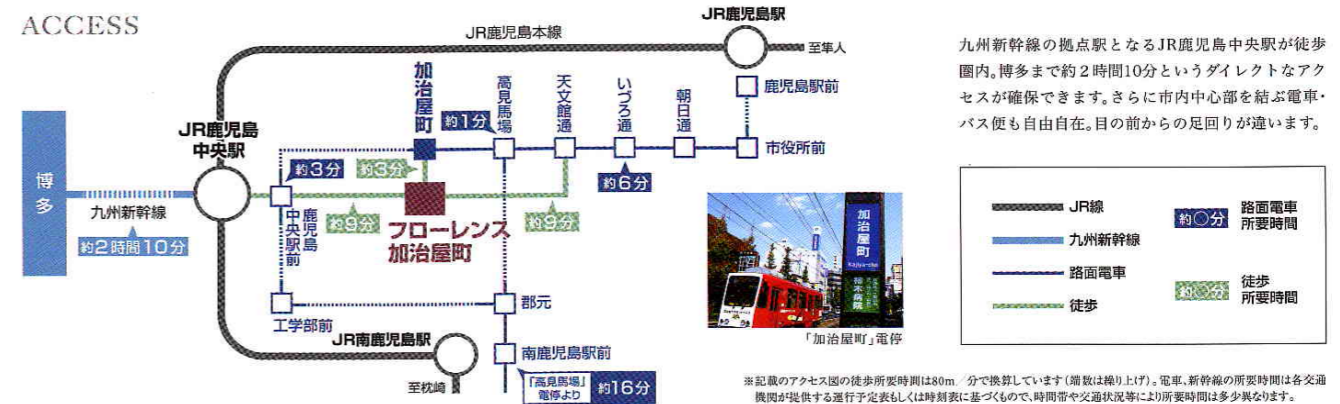 ACCESS
JR鹿児島駅
JR鹿児島本線
至隼人
加治屋町
高見馬場
天文館通
いづろ通
朝日通
鹿児島駅前
市役所前
約1分
JR鹿児島
中央駅
博多
九州新幹線
約2時間10分
約3分
約3分
約6分
約9分
約9分
鹿児島
中央駅前
フローレンス
加治屋町
工学部前
郡元
JR南鹿児島駅
南鹿児島駅前
至枕崎
「高見馬場」
電停より
約16分
九州新幹線の拠点駅となるJR鹿児島中央駅が徒歩
圏内。博多まで約2時間10分というダイレクトなアク
セスが確保できます。さらに市内中心部を結ぶ電車・
バス便も自由自在。目の前からの足回りが違います。
JR線
九州新幹線
路面電車
徒歩
約○分
路面電車
所要時間
約○分
徒歩
所要時間
加治屋町
Kajiya-cho
「加治屋町」電停
※記載のアクセス図の徒歩所要時間は80m/分で換算しています(端数は繰り上げ)。電車、新幹線の所要時間は各交通
機関が提供する運行予定表もしくは時刻表に基づくもので、時間帯や交通状況等により所要時間は多少異なります。